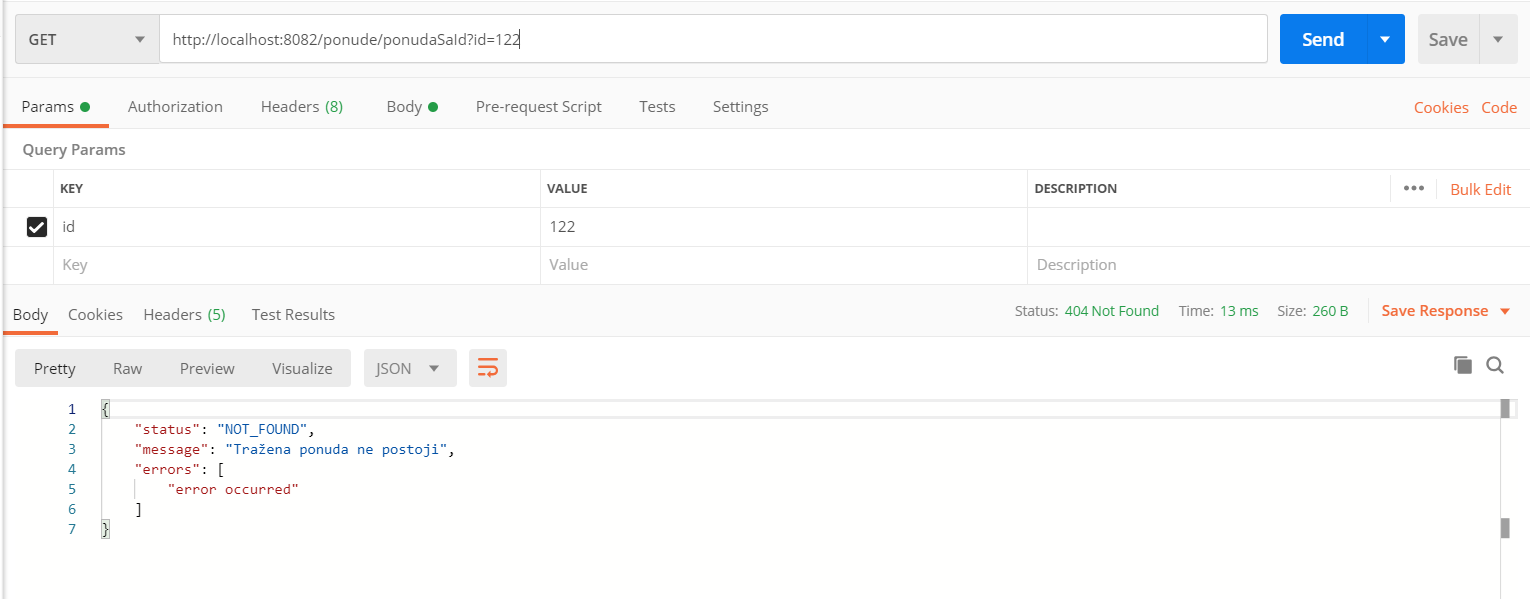 GET http://localhost:8082/ponude/ponudaSaId?id=122 Send Save
Params Authorization Headers (8) Body Pre-request Script Tests Settings Cookies Code
Query Params
KEY VALUE DESCRIPTION ••• Bulk Edit
id 122
Key Value Description
Body Cookies Headers (5) Test Results Status: 404 Not Found Time: 13 ms Size: 260 B Save Response
Pretty Raw Preview Visualize JSON
1 {
2 "status": "NOT_FOUND",
3 "message": "Tražena ponuda ne postoji",
4 "errors": [
5 "error occurred"
6 ]
7 }